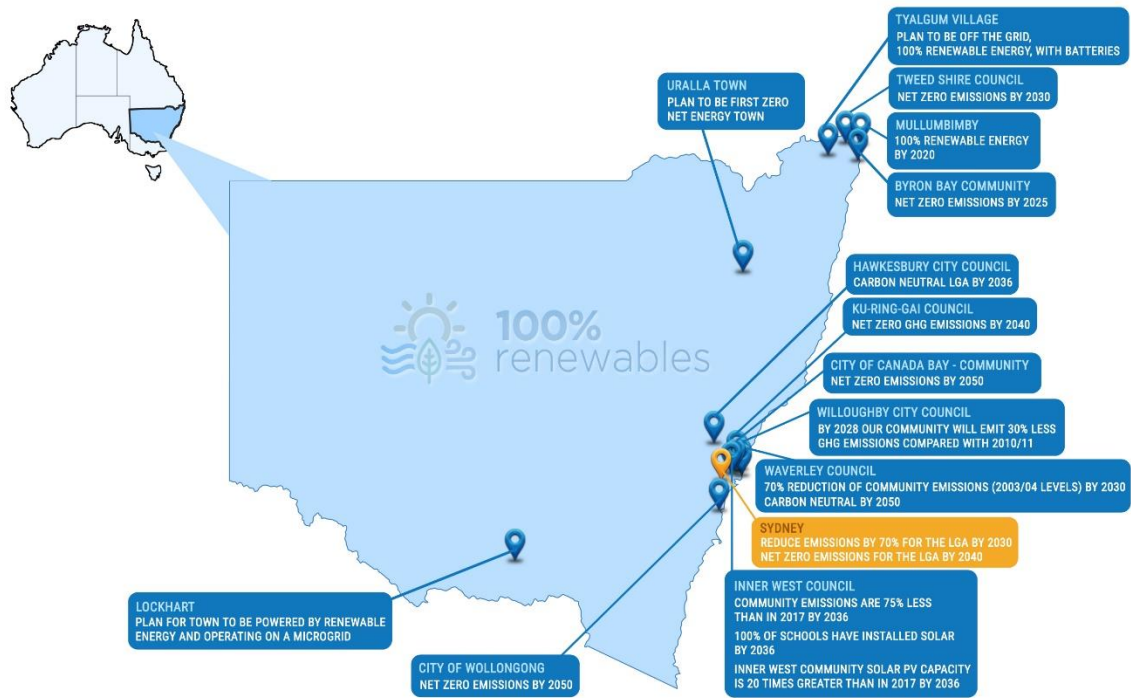 TYALGUM VILLAGE
PLAN TO BE OFF THE GRID,
100% RENEWABLE ENERGY, WITH BATTERIES
URALLA TOWN
PLAN TO BE FIRST ZERO
NET ENERGY TOWN
TWEED SHIRE COUNCIL
NET ZERO EMISSIONS BY 2030
MULLUMBIMBY
100% RENEWABLE ENERGY
BY 2020
BYRON BAY COMMUNITY
NET ZERO EMISSIONS BY 2025
HAWKESBURY CITY COUNCIL
CARBON NEUTRAL LGA BY 2036
KU-RING-GAI COUNCIL
NET ZERO GHG EMISSIONS BY 2040
100%
renewables
CITY OF CANADA BAY - COMMUNITY
NET ZERO EMISSIONS BY 2050
WILLOUGHBY CITY COUNCIL
BY 2028 OUR COMMUNITY WILL EMIT 30% LESS
GHG EMISSIONS COMPARED WITH 2010/11
WAVERLEY COUNCIL
70% REDUCTION OF COMMUNITY EMISSIONS (2003/04 LEVELS) BY 2030
CARBON NEUTRAL BY 2050
SYDNEY
REDUCE EMISSIONS BY 70% FOR THE LGA BY 2030
NET ZERO EMISSIONS FOR THE LGA BY 2040
INNER WEST COUNCIL
COMMUNITY EMISSIONS ARE 75% LESS
THAN IN 2017 BY 2036
100% OF SCHOOLS HAVE INSTALLED SOLAR
BY 2036
INNER WEST COMMUNITY SOLAR PV CAPACITY
IS 20 TIMES GREATER THAN IN 2017 BY 2036
LOCKHART
PLAN FOR TOWN TO BE POWERED BY RENEWABLE
ENERGY AND OPERATING ON A MICROGRID
CITY OF WOLLONGONG
NET ZERO EMISSIONS BY 2050